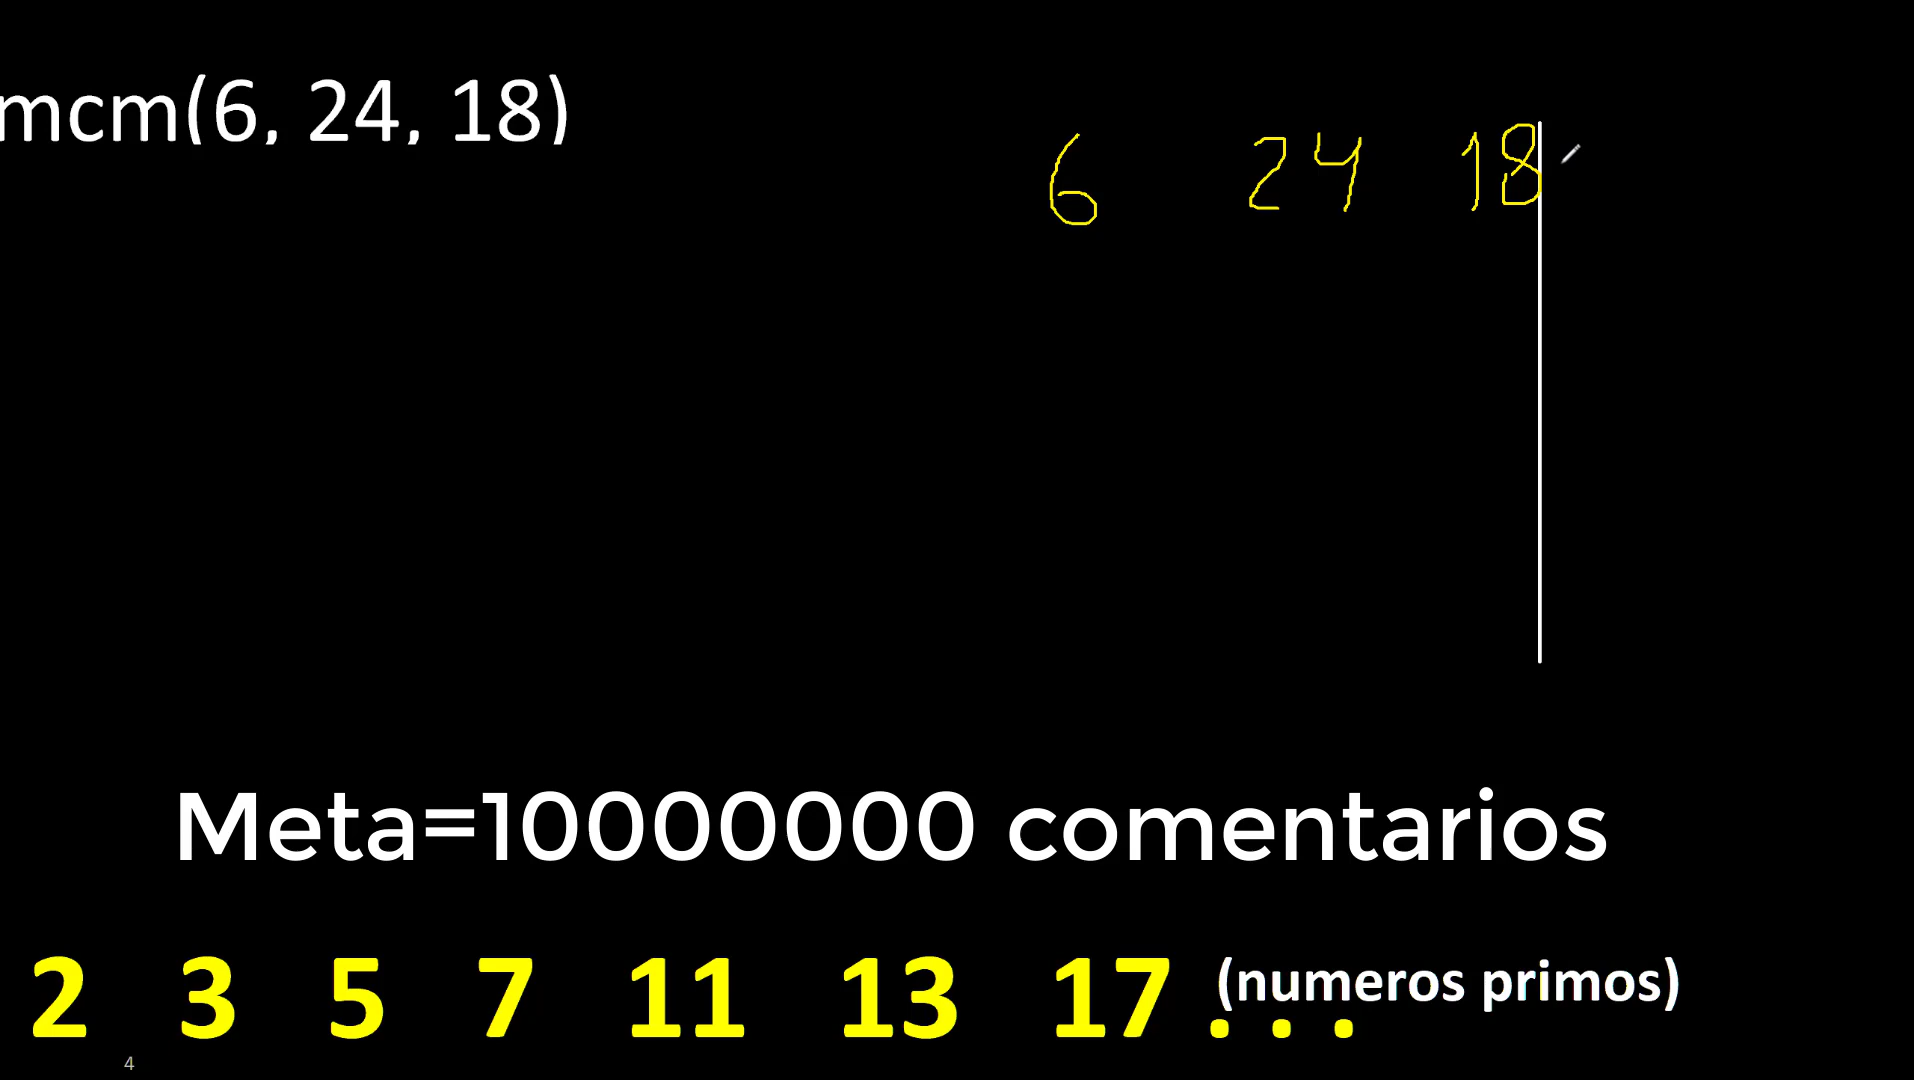 mcm(6, 24, 18)
6 24 18
Meta=10000000 comentarios
2 3 5 7 11 13 17 . . . (numeros primos)
4